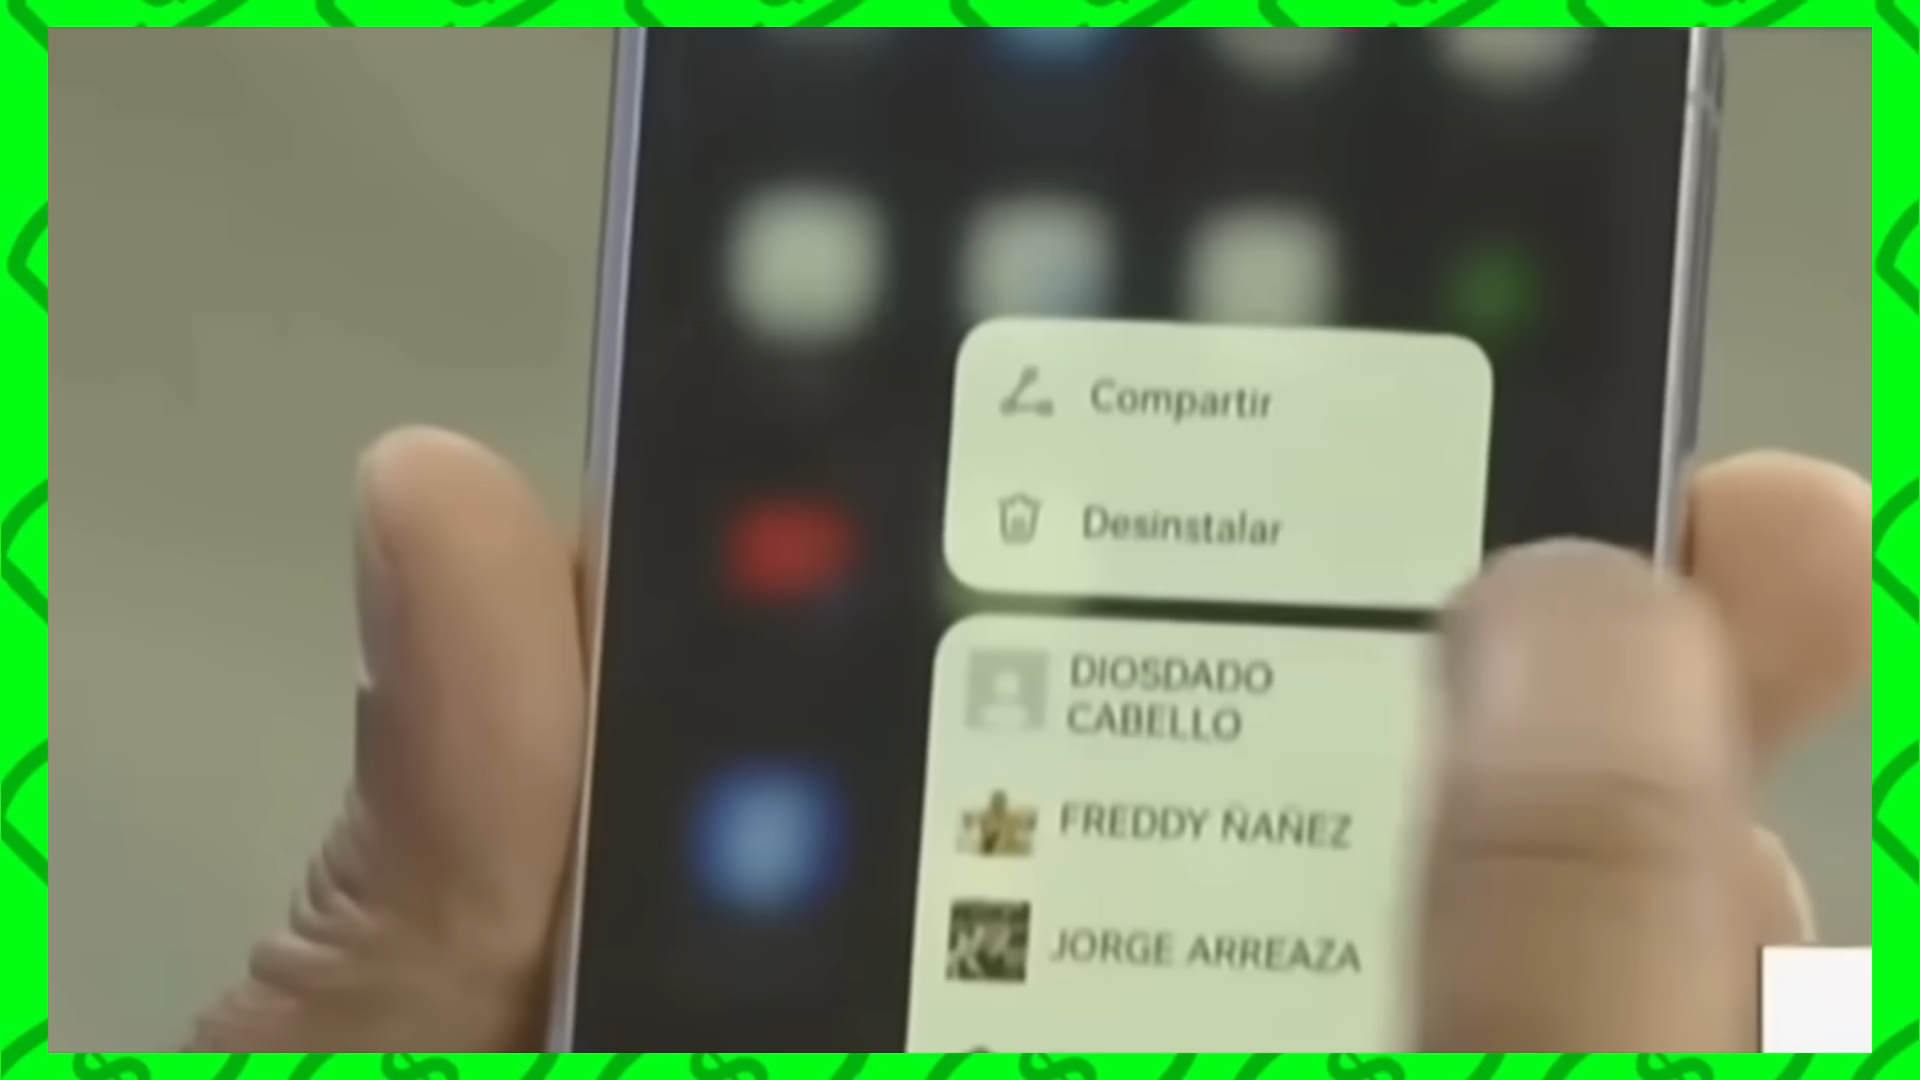 Compartir
Desinstalar
DIOSDADO
CABELLO
FREDDY ÑAÑEZ
JORGE ARREAZA